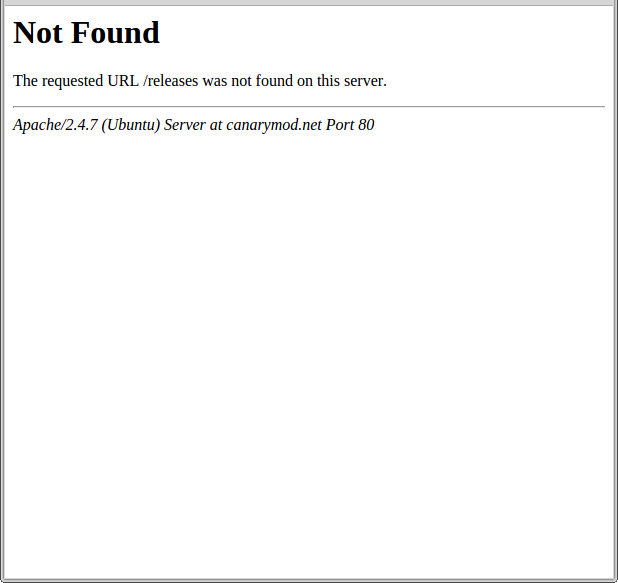 Not Found
The requested URL /releases was not found on this server.
Apache/2.4.7 (Ubuntu) Server at canarymod.net Port 80